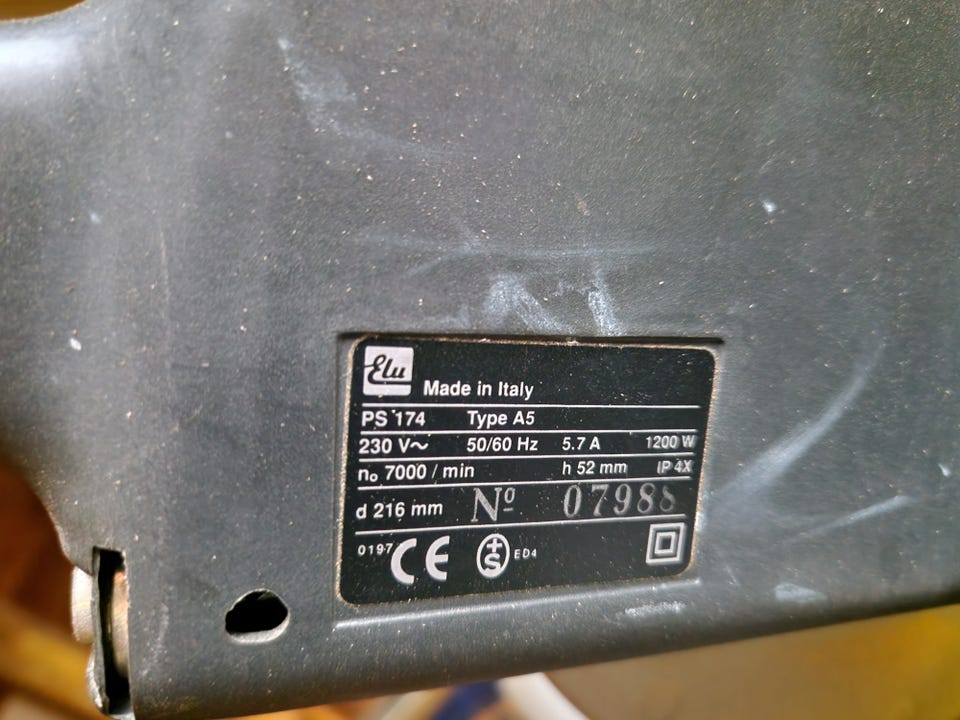 Elu Made in Italy
PS 174 Type A5
230 V~ 50/60 Hz 5.7 A 1200 W
n₀ 7000 / min h 52 mm IP 4X
d 216 mm Nº 07988
0197 CE +S ED4